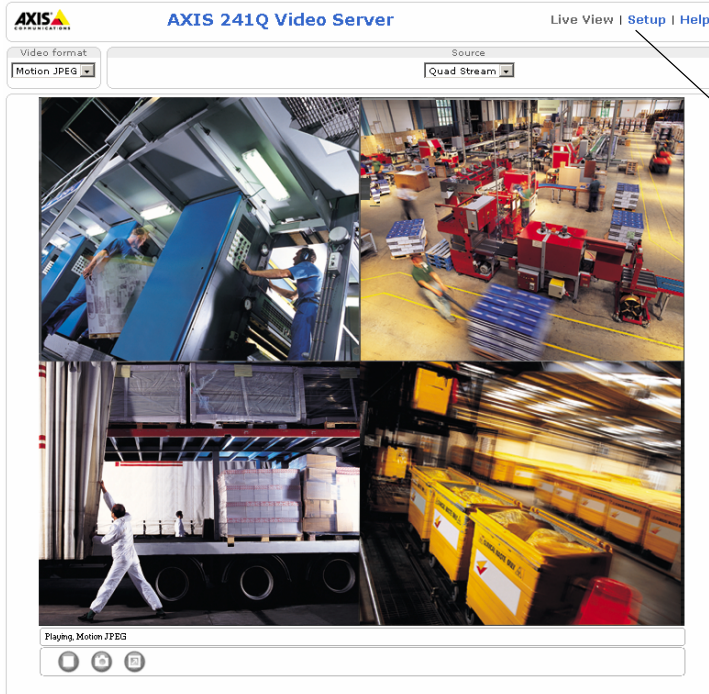 AXIS
COMMUNICATIONS
AXIS 241Q Video Server
Live View | Setup | Help
Video format
Source
Motion JPEG
Quad Stream
Playing, Motion JPEG